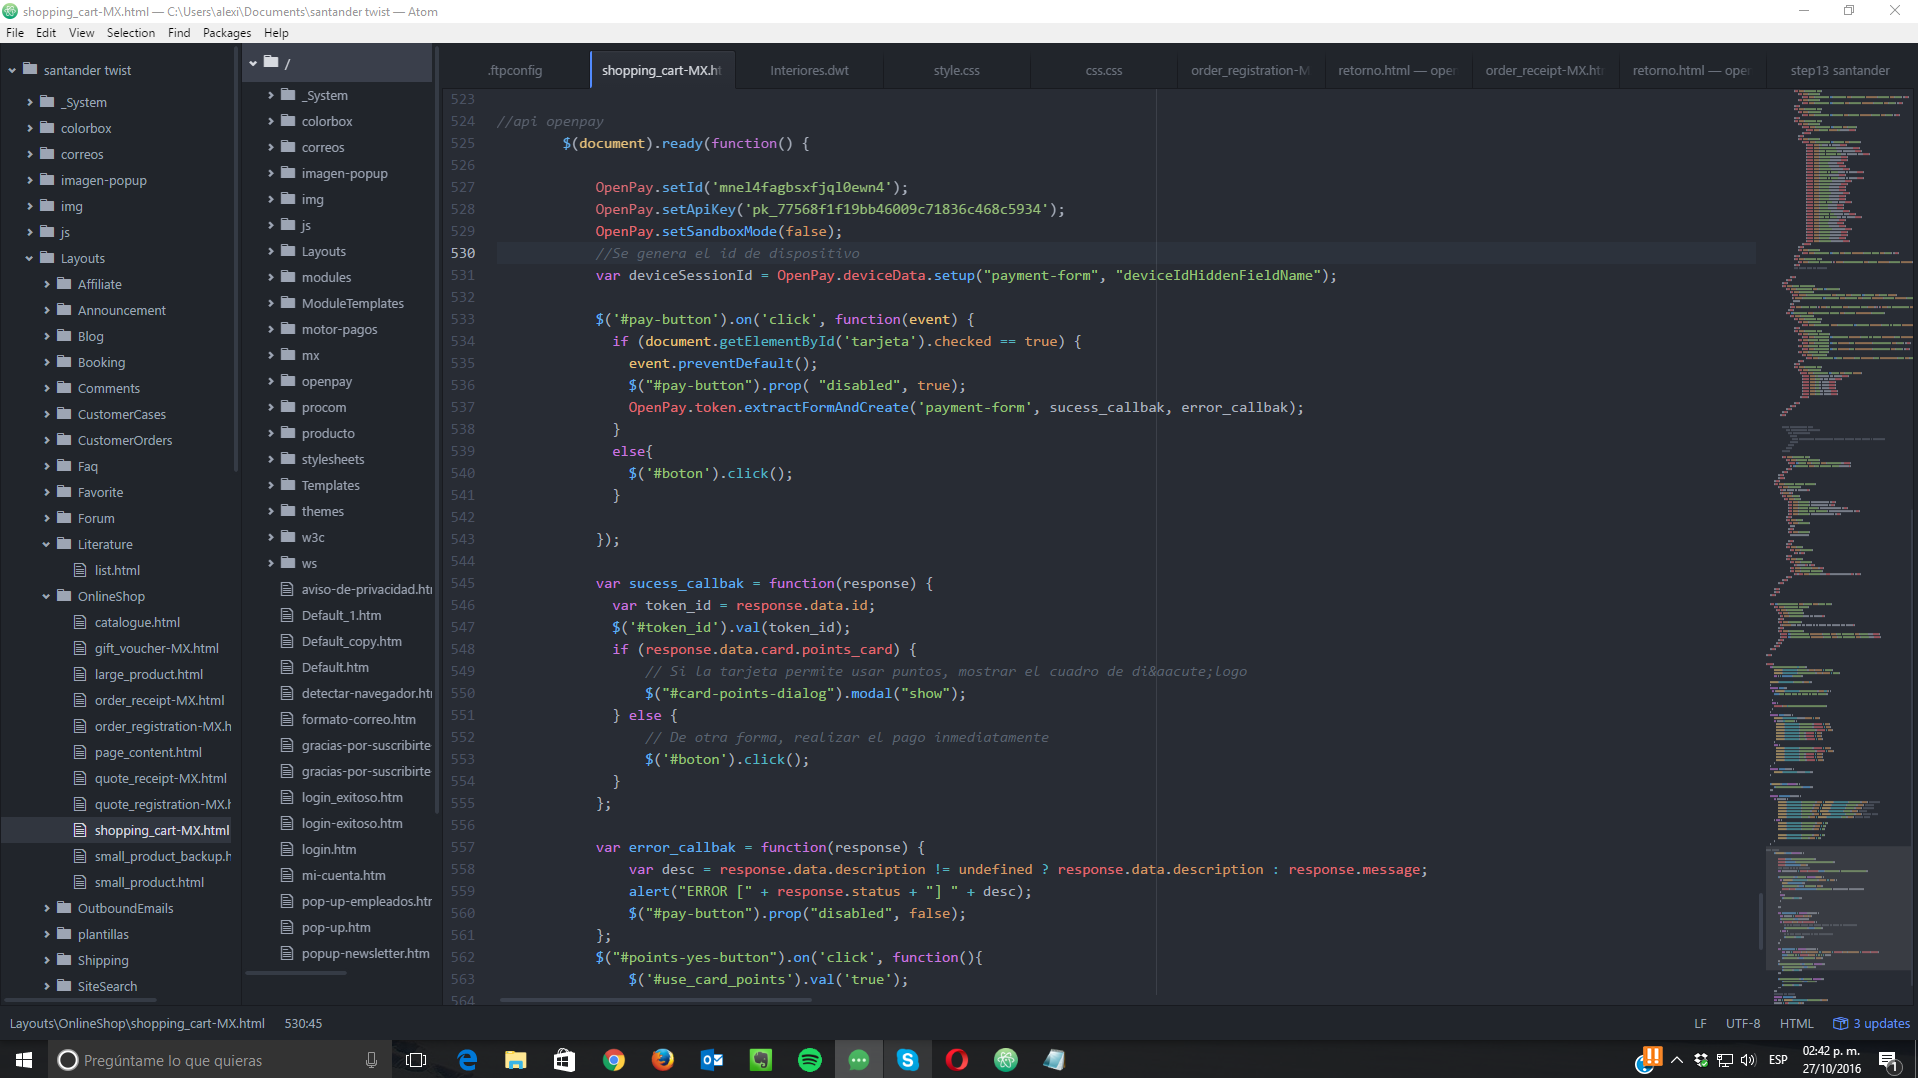 shopping_cart-MX.html — C:\Users\alexi\Documents\santander twist — Atom
File Edit View Selection Find Packages Help
santander twist
_System
colorbox
correos
imagen-popup
img
js
Layouts
Affiliate
Announcement
Blog
Booking
Comments
CustomerCases
CustomerOrders
Faq
Favorite
Forum
Literature
list.html
OnlineShop
catalogue.html
gift_voucher-MX.html
large_product.html
order_receipt-MX.html
order_registration-MX.h
page_content.html
quote_receipt-MX.html
quote_registration-MX.h
shopping_cart-MX.html
small_product_backup.h
small_product.html
OutboundEmails
plantillas
Shipping
SiteSearch
/
_System
colorbox
correos
imagen-popup
img
js
Layouts
modules
ModuleTemplates
motor-pagos
mx
openpay
procom
producto
stylesheets
Templates
themes
w3c
ws
aviso-de-privacidad.htm
Default_1.htm
Default_copy.htm
Default.htm
detectar-navegador.htm
formato-correo.htm
gracias-por-suscribirte
gracias-por-suscribirte
login_exitoso.htm
login-exitoso.htm
login.htm
mi-cuenta.htm
pop-up-empleados.htm
pop-up.htm
popup-newsletter.htm
.ftpconfig shopping_cart-MX.ht Interiores.dwt style.css css.css order_registration-M retorno.html — oper order_receipt-MX.ht retorno.html — oper step13 santander
523
524 //api openpay
525 $(document).ready(function() {
526
527 OpenPay.setId('mnel4fagbsxfjql0ewn4');
528 OpenPay.setApiKey('pk_77568f1f19bb46009c71836c468c5934');
529 OpenPay.setSandboxMode(false);
530 //Se genera el id de dispositivo
531 var deviceSessionId = OpenPay.deviceData.setup("payment-form", "deviceIdHiddenFieldName");
532
533 $('#pay-button').on('click', function(event) {
534 if (document.getElementById('tarjeta').checked == true) {
535 event.preventDefault();
536 $("#pay-button").prop( "disabled", true);
537 OpenPay.token.extractFormAndCreate('payment-form', sucess_callbak, error_callbak);
538 }
539 else{
540 $('#boton').click();
541 }
542
543 });
544
545 var sucess_callbak = function(response) {
546 var token_id = response.data.id;
547 $('#token_id').val(token_id);
548 if (response.data.card.points_card) {
549 // Si la tarjeta permite usar puntos, mostrar el cuadro de di&aacute;logo
550 $("#card-points-dialog").modal("show");
551 } else {
552 // De otra forma, realizar el pago inmediatamente
553 $('#boton').click();
554 }
555 };
556
557 var error_callbak = function(response) {
558 var desc = response.data.description != undefined ? response.data.description : response.message;
559 alert("ERROR [" + response.status + "] " + desc);
560 $("#pay-button").prop("disabled", false);
561 };
562 $("#points-yes-button").on('click', function(){
563 $('#use_card_points').val('true');
564
Layouts\OnlineShop\shopping_cart-MX.html 530:45 LF UTF-8 HTML 3 updates
Pregúntame lo que quieras
ESP
02:42 p. m.
27/10/2016
1